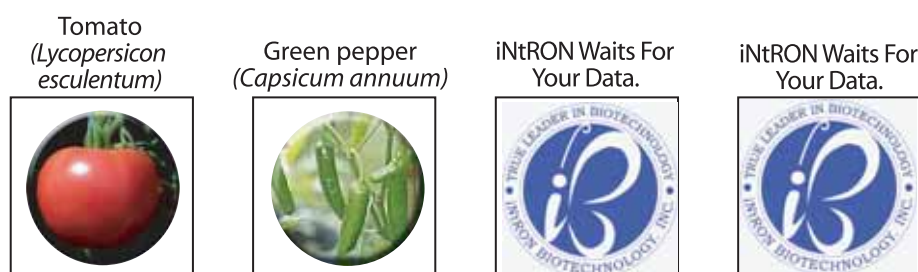 Tomato
(Lycopersicon
esculentum)
Green pepper
(Capsicum annuum)
iNtRON Waits For
Your Data.
TRUE LEADER IN BIOTECHNOLOGY
iNtRON BIOTECHNOLOGY, INC.
iNtRON Waits For
Your Data.
TRUE LEADER IN BIOTECHNOLOGY
iNtRON BIOTECHNOLOGY, INC.